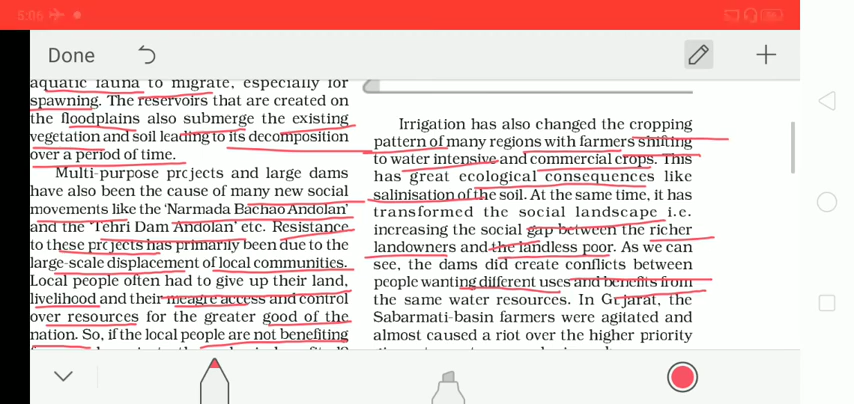 5:06
Done
aquatic fauna to migrate, especially for
spawning. The reservoirs that are created on
the floodplains also submerge the existing
vegetation and soil leading to its decomposition
over a period of time.
Multi-purpose projects and large dams
have also been the cause of many new social
movements like the ‘Narmada Bachao Andolan’
and the ‘Tehri Dam Andolan’ etc. Resistance
to these projects has primarily been due to the
large-scale displacement of local communities.
Local people often had to give up their land,
livelihood and their meagre access and control
over resources for the greater good of the
nation. So, if the local people are not benefiting
Irrigation has also changed the cropping
pattern of many regions with farmers shifting
to water intensive and commercial crops. This
has great ecological consequences like
salinisation of the soil. At the same time, it has
transformed the social landscape i.e.
increasing the social gap between the richer
landowners and the landless poor. As we can
see, the dams did create conflicts between
people wanting different uses and benefits from
the same water resources. In Gujarat, the
Sabarmati-basin farmers were agitated and
almost caused a riot over the higher priority